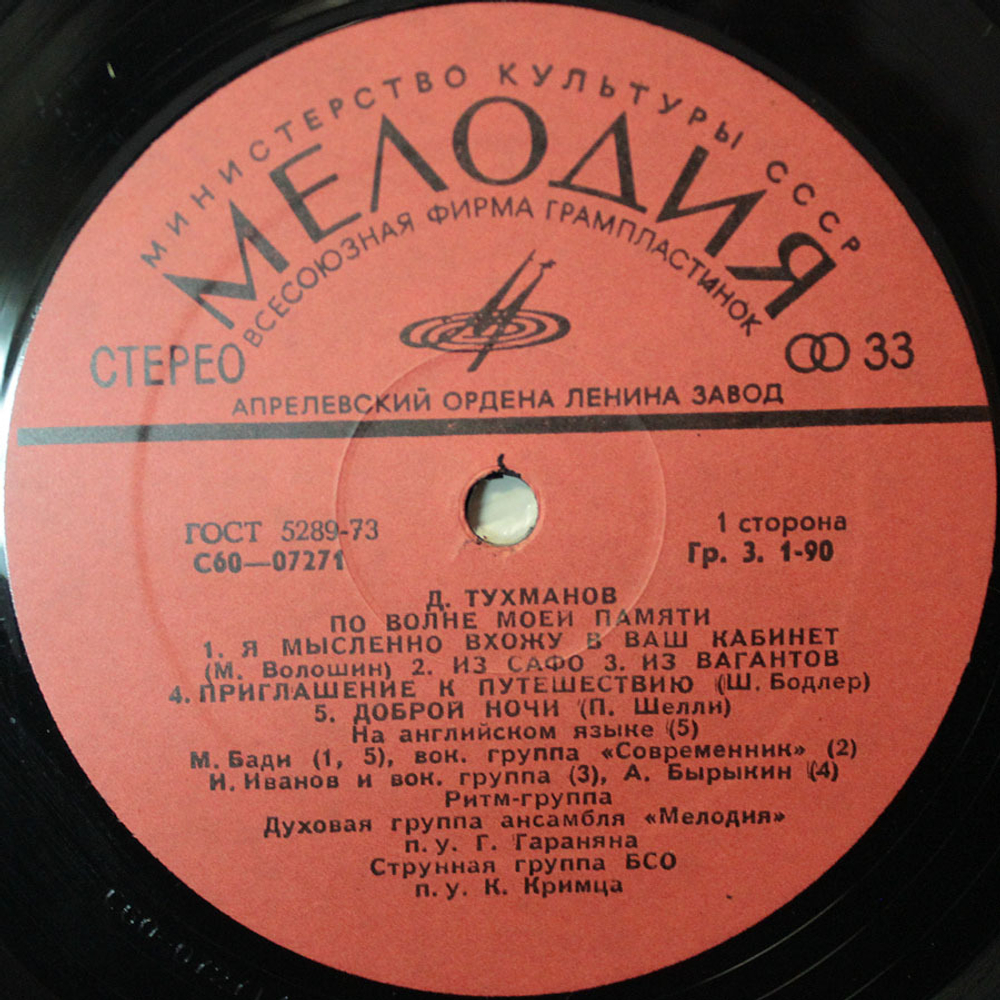 МИНИСТЕРСТВО КУЛЬТУРЫ СССР
МЕЛОДИЯ
ВСЕСОЮЗНАЯ ФИРМА ГРАМПЛАСТИНОК
СТЕРЕО
33
АПРЕЛЕВСКИЙ ОРДЕНА ЛЕНИНА ЗАВОД
ГОСТ 5289-73
1 сторона
С60—07271
Гр. 3. 1-90
Д. ТУХМАНОВ
ПО ВОЛНЕ МОЕЙ ПАМЯТИ
1. Я МЫСЛЕННО ВХОЖУ В ВАШ КАБИНЕТ
(М. Волошин) 2. ИЗ САФО 3. ИЗ ВАГАНТОВ
4. ПРИГЛАШЕНИЕ К ПУТЕШЕСТВИЮ (Ш. Бодлер)
5. ДОБРОЙ НОЧИ (П. Шелли)
На английском языке (5)
М. Бади (1, 5), вок. группа «Современник» (2)
И. Иванов и вок. группа (3), А. Бырыкин (4)
Ритм-группа
Духовая группа ансамбля «Мелодия»
п. у. Г. Гараняна
Струнная группа БСО
п. у. К. Кримца